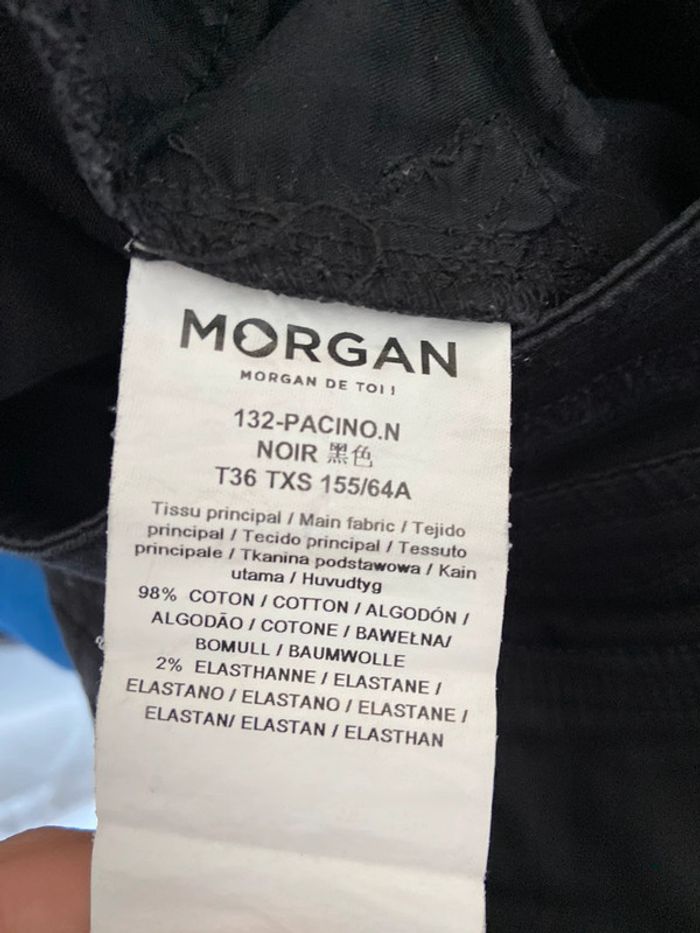 MORGAN
MORGAN DE TOI !
132-PACINO.N
NOIR 黑色
T36 TXS 155/64A
Tissu principal / Main fabric / Tejido
principal / Tecido principal / Tessuto
principale / Tkanina podstawowa / Kain
utama / Huvudtyg
98% COTON / COTTON / ALGODÓN /
ALGODÃO / COTONE / BAWEŁNA/
BOMULL / BAUMWOLLE
2% ELASTHANNE / ELASTANE /
ELASTANO / ELASTANO / ELASTANE /
ELASTAN/ ELASTAN / ELASTHAN